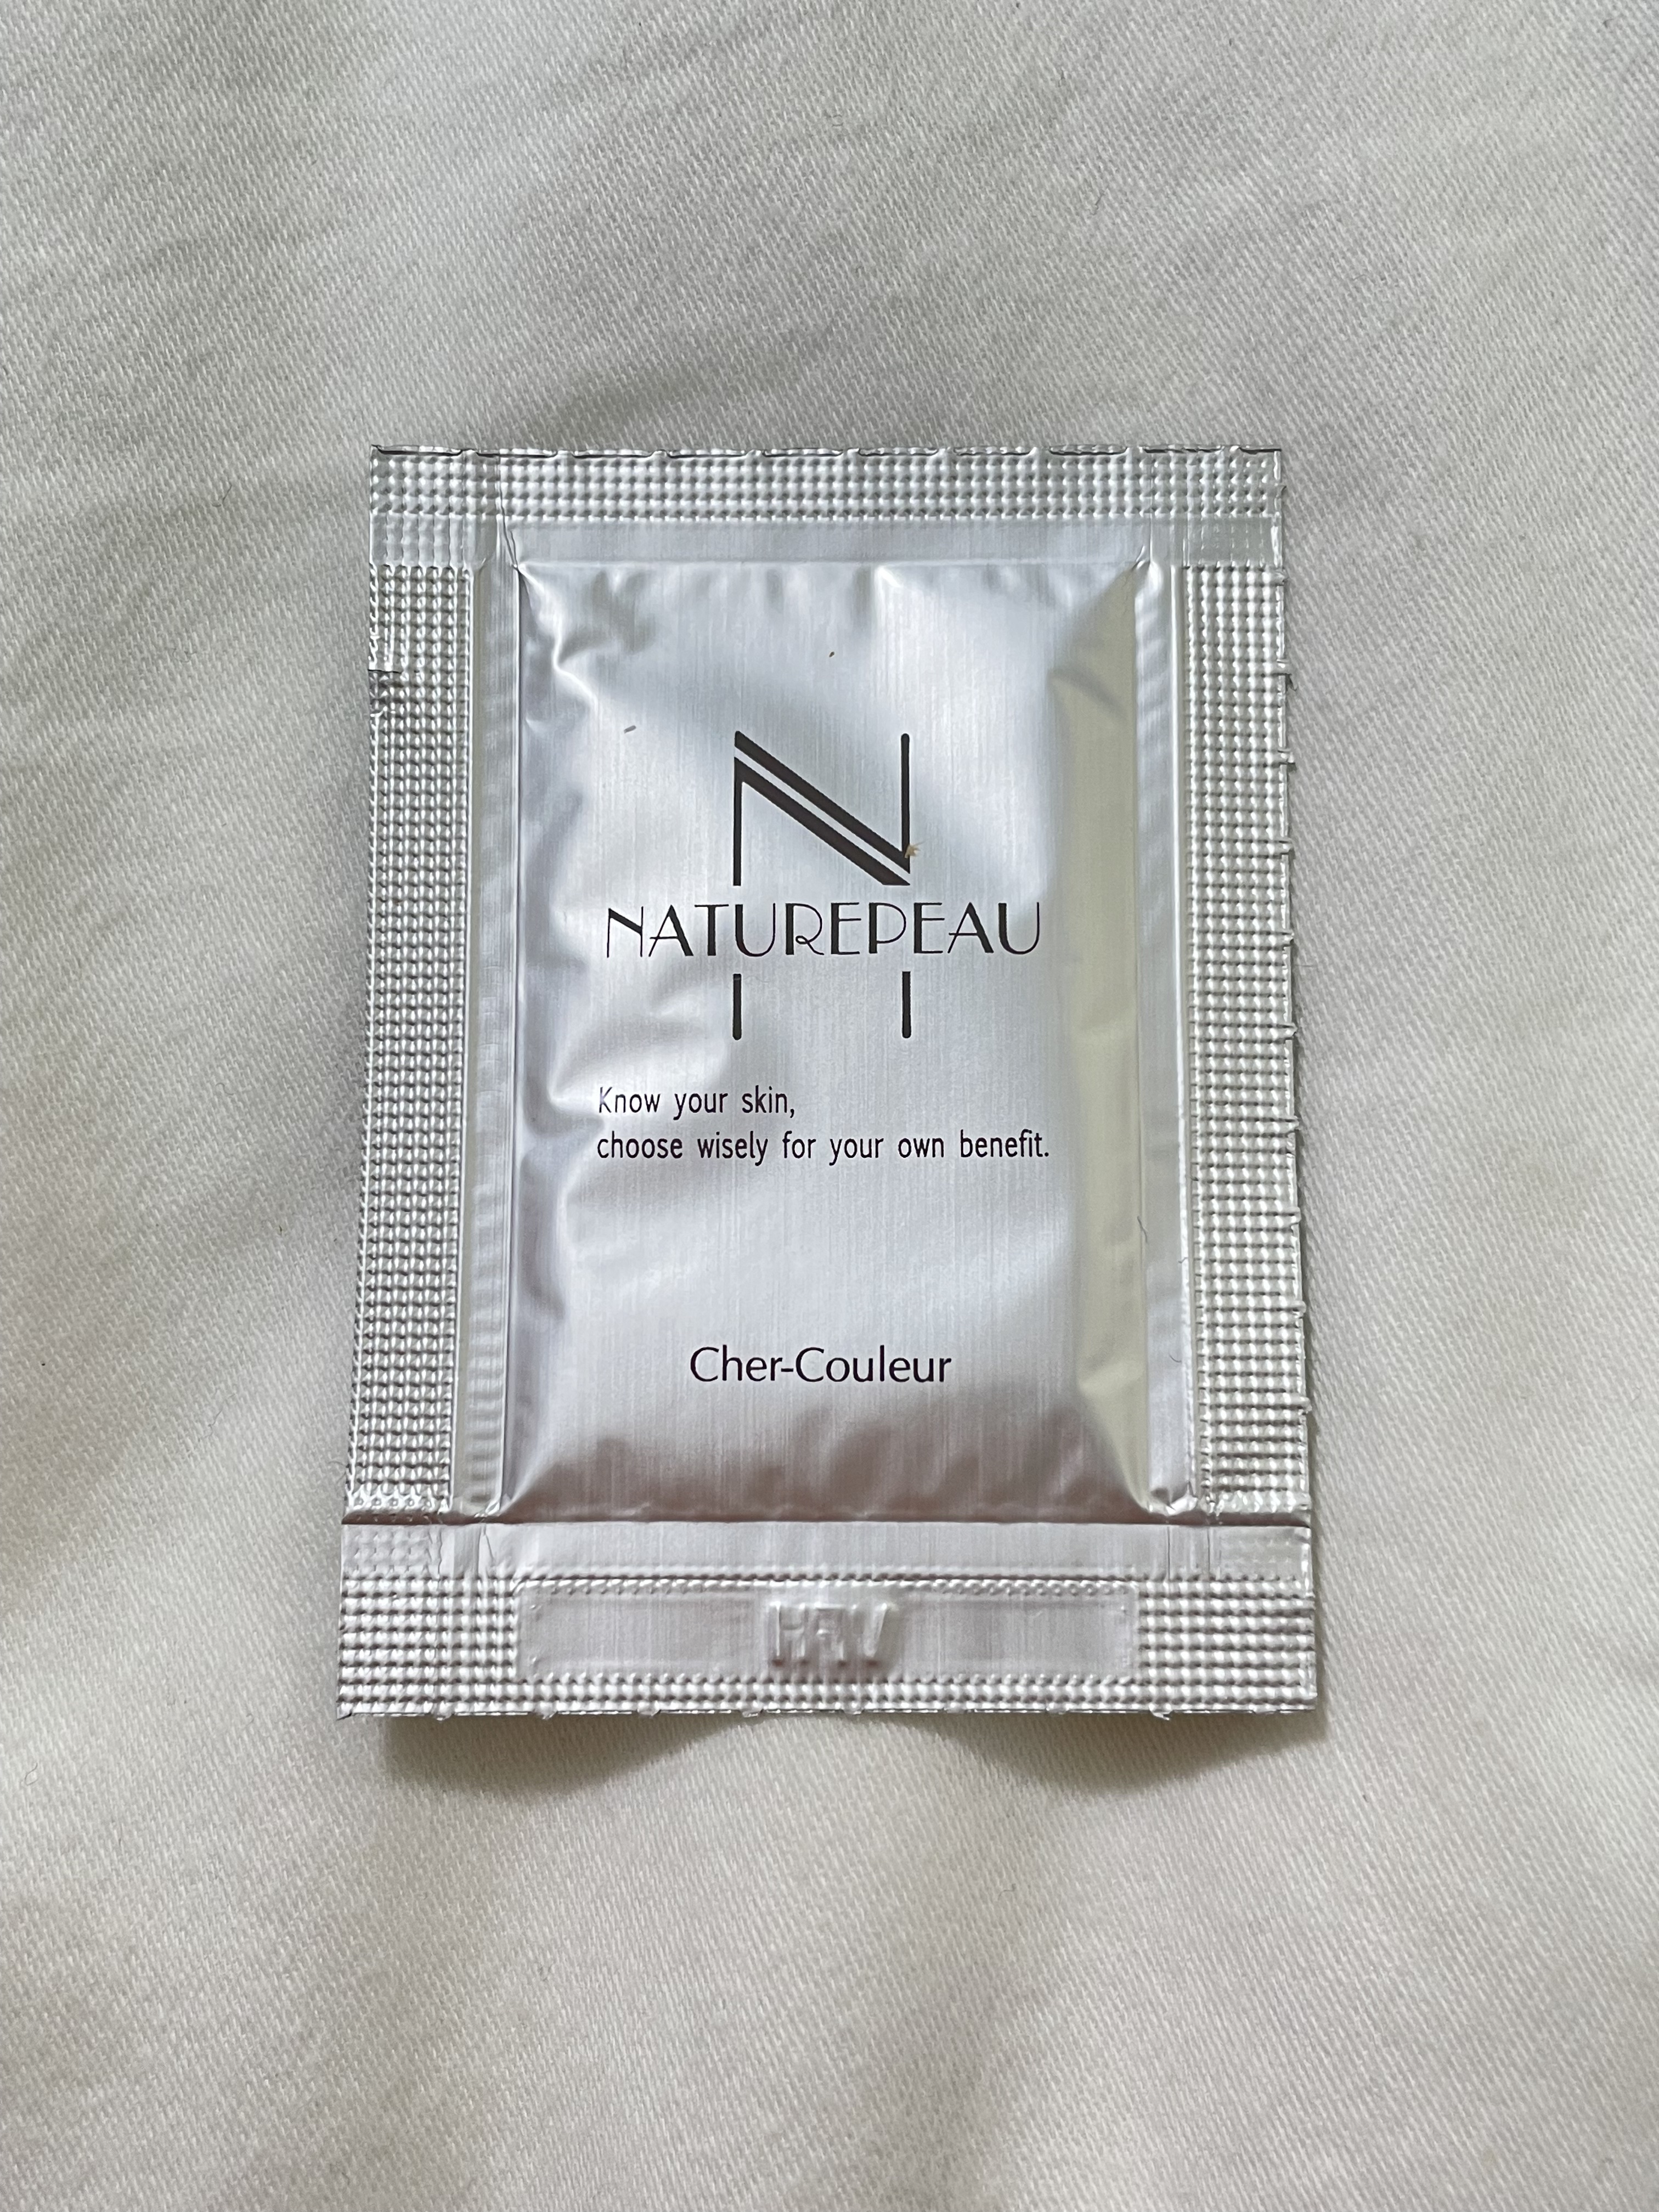 N
NATUREPEAU
Know your skin,
choose wisely for your own benefit.
Cher-Couleur